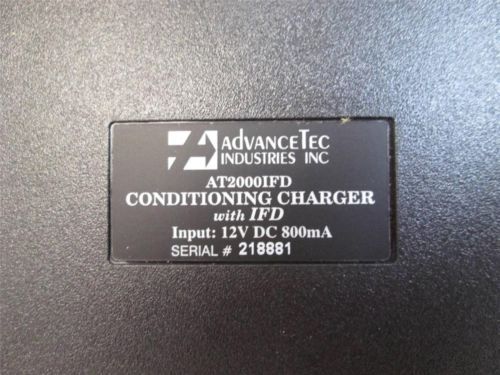 ADVANCETEC
INDUSTRIES INC
AT2000IFD
CONDITIONING CHARGER
with IFD
Input: 12V DC 800mA
SERIAL # 218881